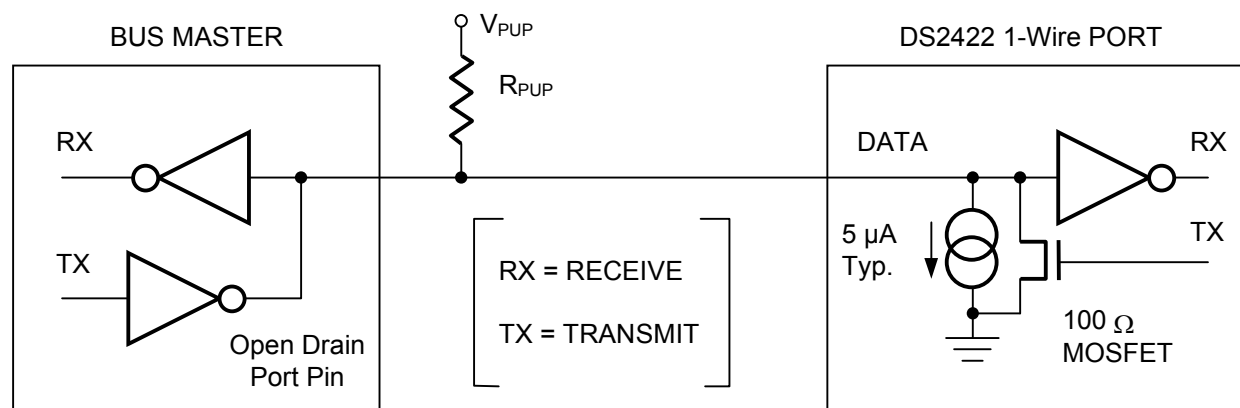 BUS MASTER
VPUP
DS2422 1-Wire PORT
RPUP
RX
DATA
RX
TX
5 µA
Typ.
TX
RX = RECEIVE
TX = TRANSMIT
Open Drain
Port Pin
100 Ω
MOSFET